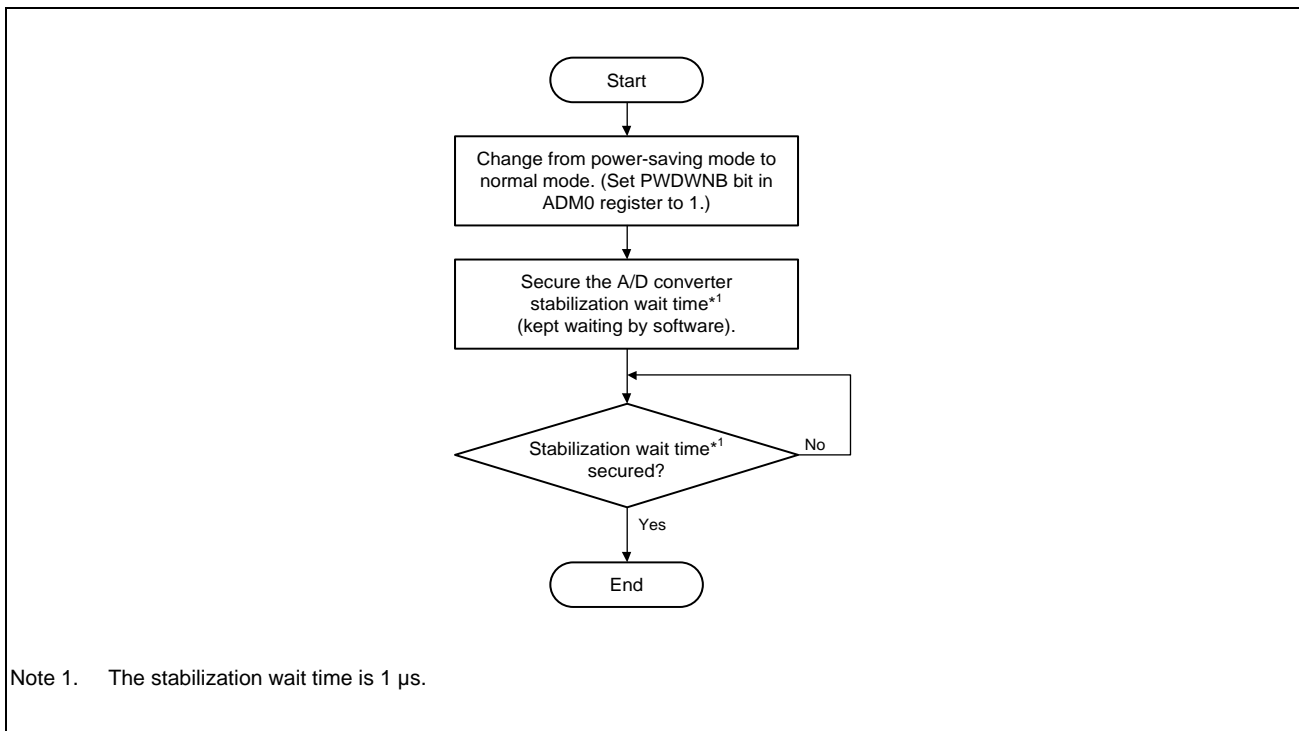 Start
Change from power-saving mode to
normal mode. (Set PWDWNB bit in
ADM0 register to 1.)
Secure the A/D converter
stabilization wait time*1
(kept waiting by software).
Stabilization wait time*1
secured?
No
Yes
End
Note 1. The stabilization wait time is 1 µs.